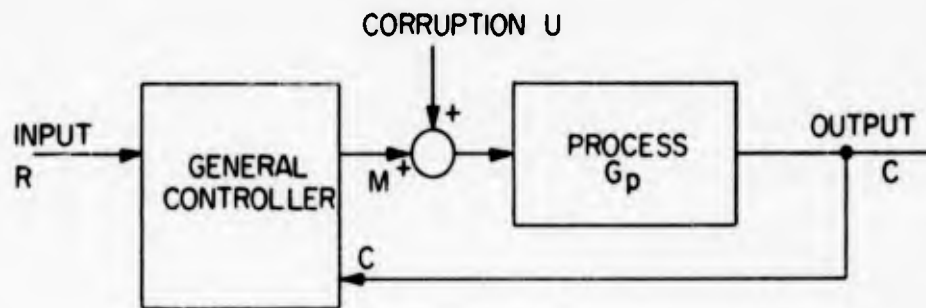 CORRUPTION U
+
INPUT
R
GENERAL
CONTROLLER
M
+
PROCESS
Gp
OUTPUT
C
C